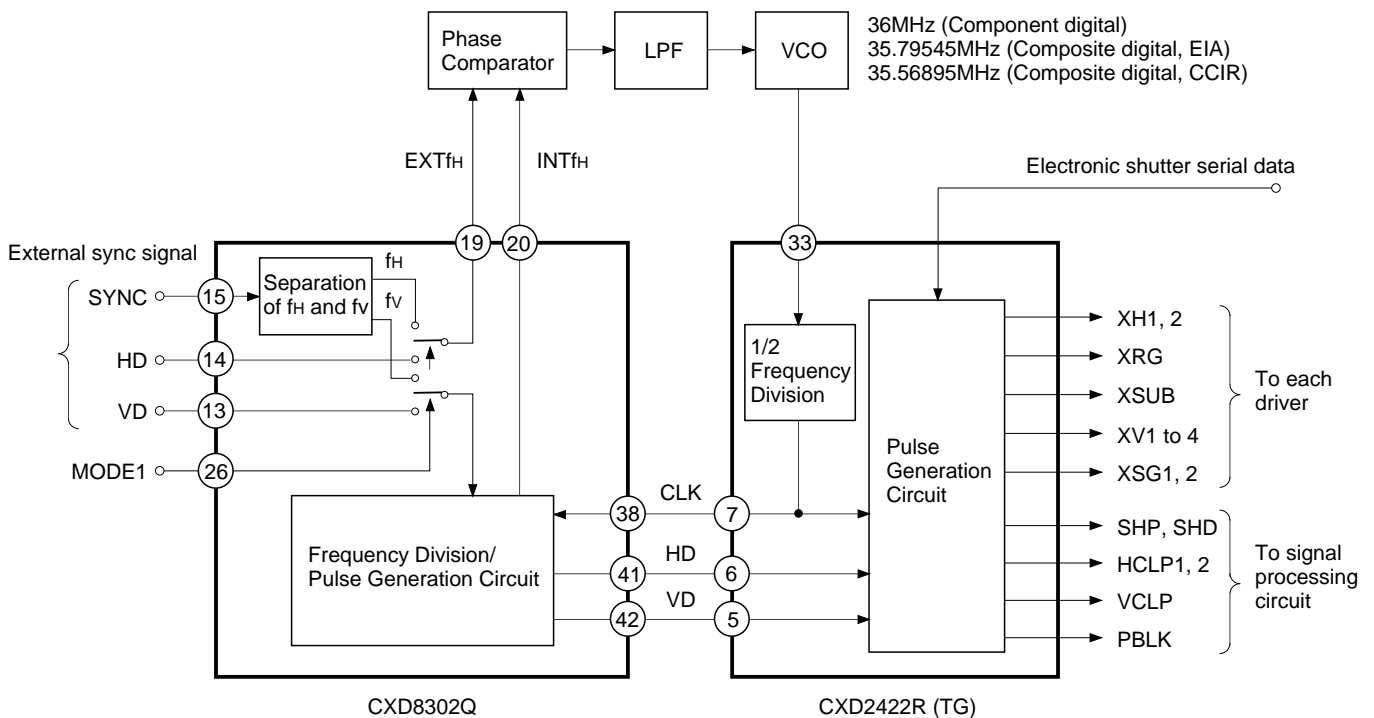 Phase
Comparator
LPF
VCO
36MHz (Component digital)
35.79545MHz (Composite digital, EIA)
35.56895MHz (Composite digital, CCIR)
EXTfH
INTfH
Electronic shutter serial data
19
20
33
External sync signal
SYNC
15
Separation
of fH and fv
fH
fV
HD
14
VD
13
MODE1
26
1/2
Frequency
Division
Pulse
Generation
Circuit
XH1, 2
XRG
XSUB
XV1 to 4
XSG1, 2
To each
driver
Frequency Division/
Pulse Generation Circuit
38
CLK
7
41
HD
6
42
VD
5
SHP, SHD
HCLP1, 2
VCLP
PBLK
To signal
processing
circuit
CXD8302Q
CXD2422R (TG)